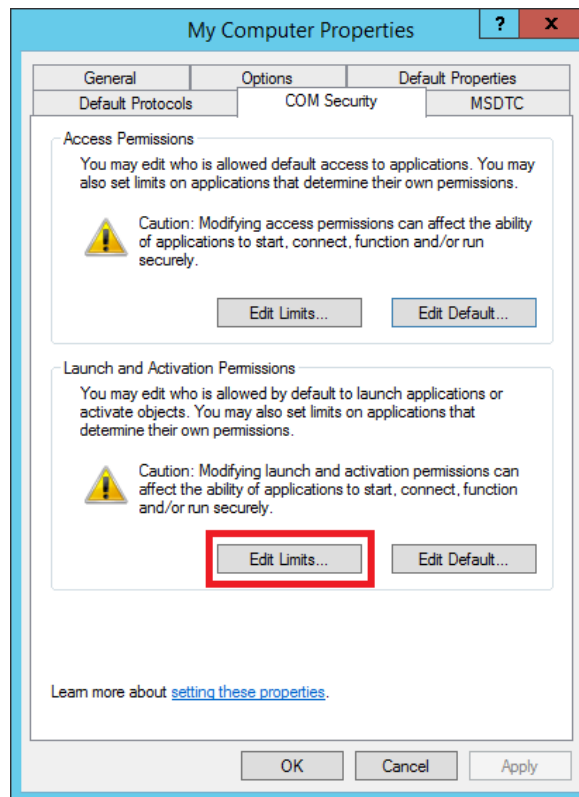 My Computer Properties
?
x
General
Options
Default Properties
Default Protocols
COM Security
MSDTC
Access Permissions
You may edit who is allowed default access to applications. You may
also set limits on applications that determine their own permissions.
Caution: Modifying access permissions can affect the ability
of applications to start, connect, function and/or run
securely.
Edit Limits...
Edit Default...
Launch and Activation Permissions
You may edit who is allowed by default to launch applications or
activate objects. You may also set limits on applications that
determine their own permissions.
Caution: Modifying launch and activation permissions can
affect the ability of applications to start, connect, function
and/or run securely.
Edit Limits...
Edit Default...
Learn more about setting these properties.
OK
Cancel
Apply